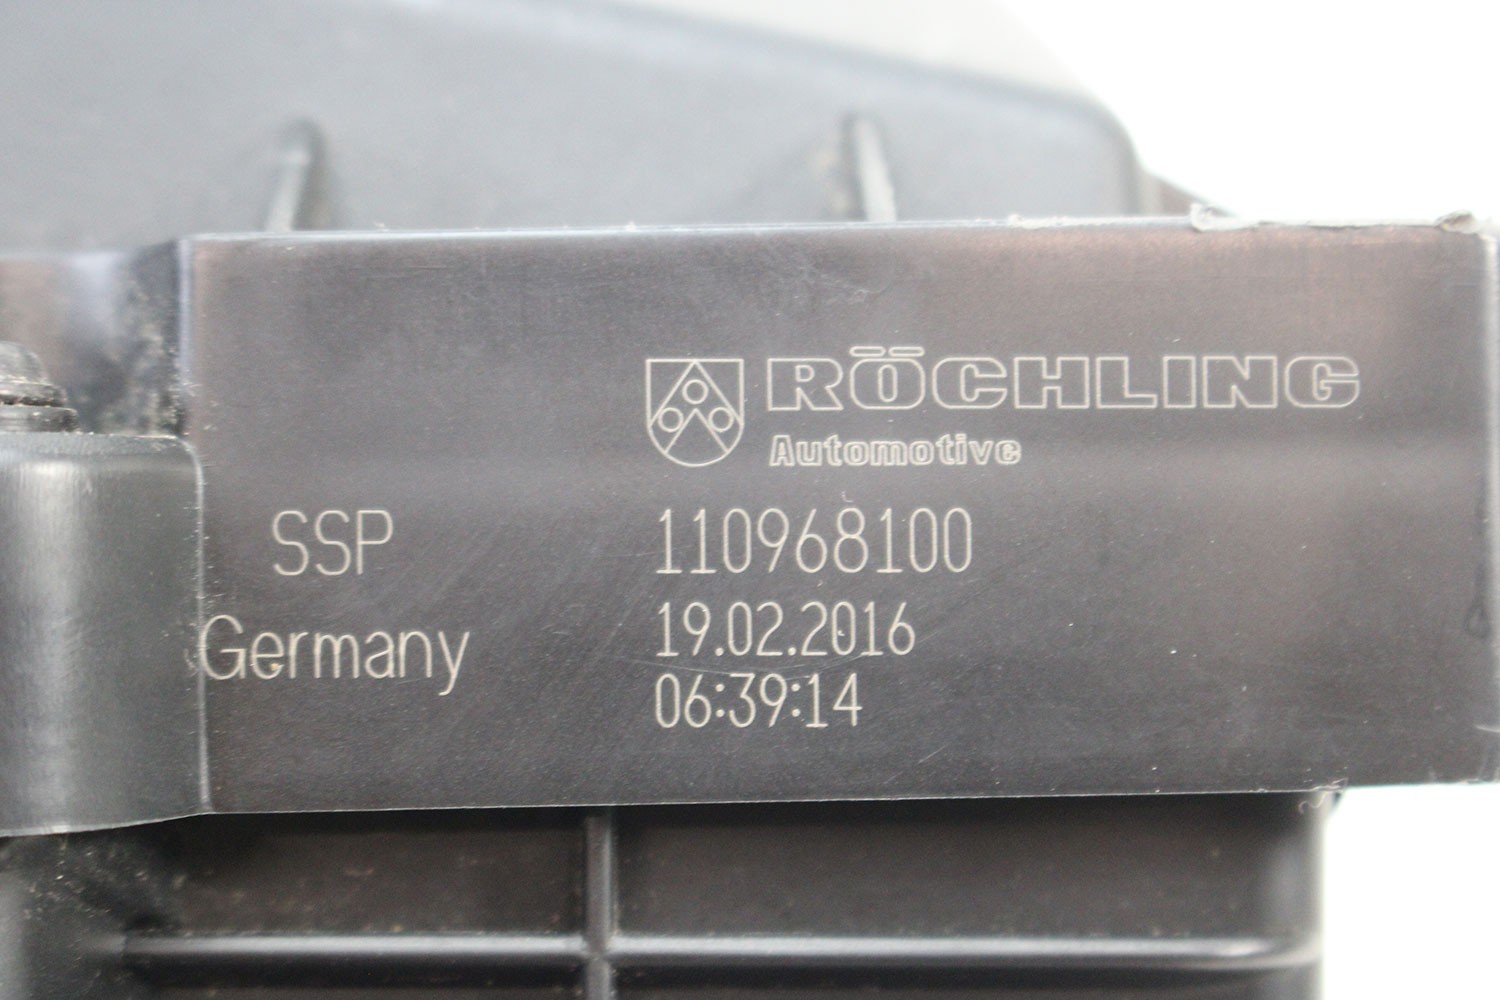 RÖCHLING
Automotive
SSP 110968100
Germany 19.02.2016
06:39:14